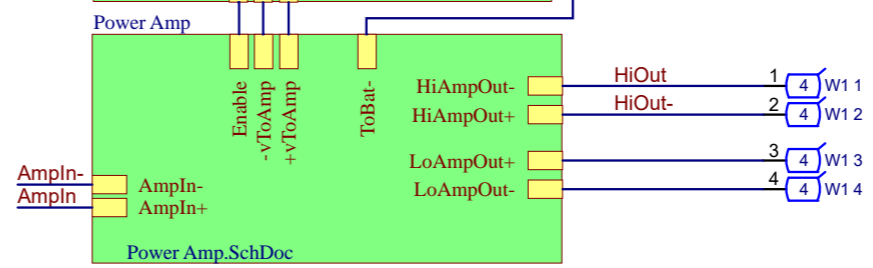 Power Amp
Enable
-vToAmp
+vToAmp
ToBat-
HiAmpOut- HiOut 1 4 W1 1
HiAmpOut+ HiOut- 2 4 W1 2
LoAmpOut+ 3 4 W1 3
LoAmpOut- 4 4 W1 4
AmpIn- AmpIn-
AmpIn AmpIn+
Power Amp.SchDoc